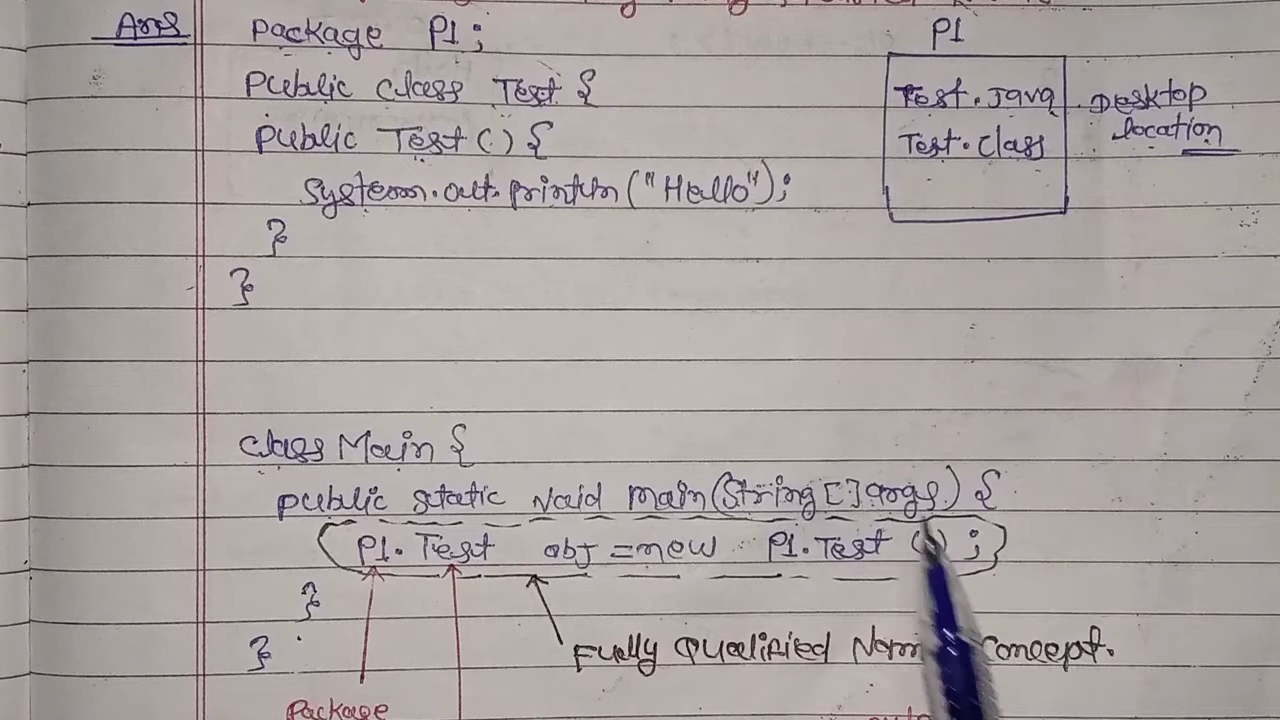 Ans
Package P1;
Public class Test {
Public Test() {
System.out.println("Hello");
}
}
P1
Test.Java
Test.class
Desktop
location
class Main {
public static void main(String[]args) {
P1.Test obj = new P1.Test();
}
}
Fully Qualified Concept.
Package